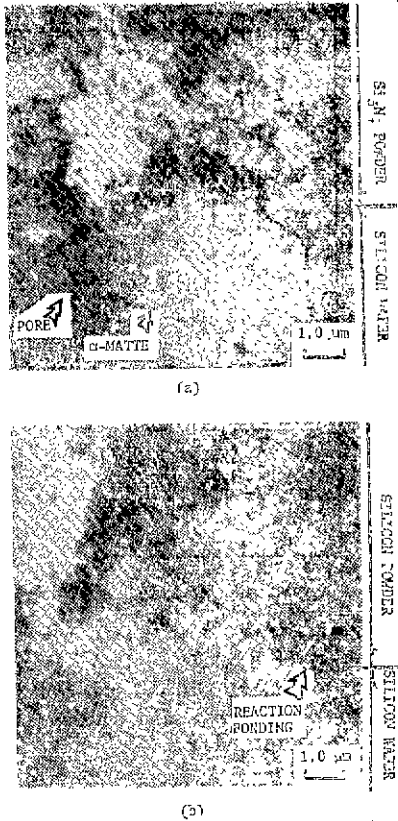 Si₃N₄ POWDER
SILICON WAFER
PORE
α-MATTE
1.0 µm
(a)
SILICON POWDER
SILICON WAFER
REACTION
BONDING
1.0 µm
(b)